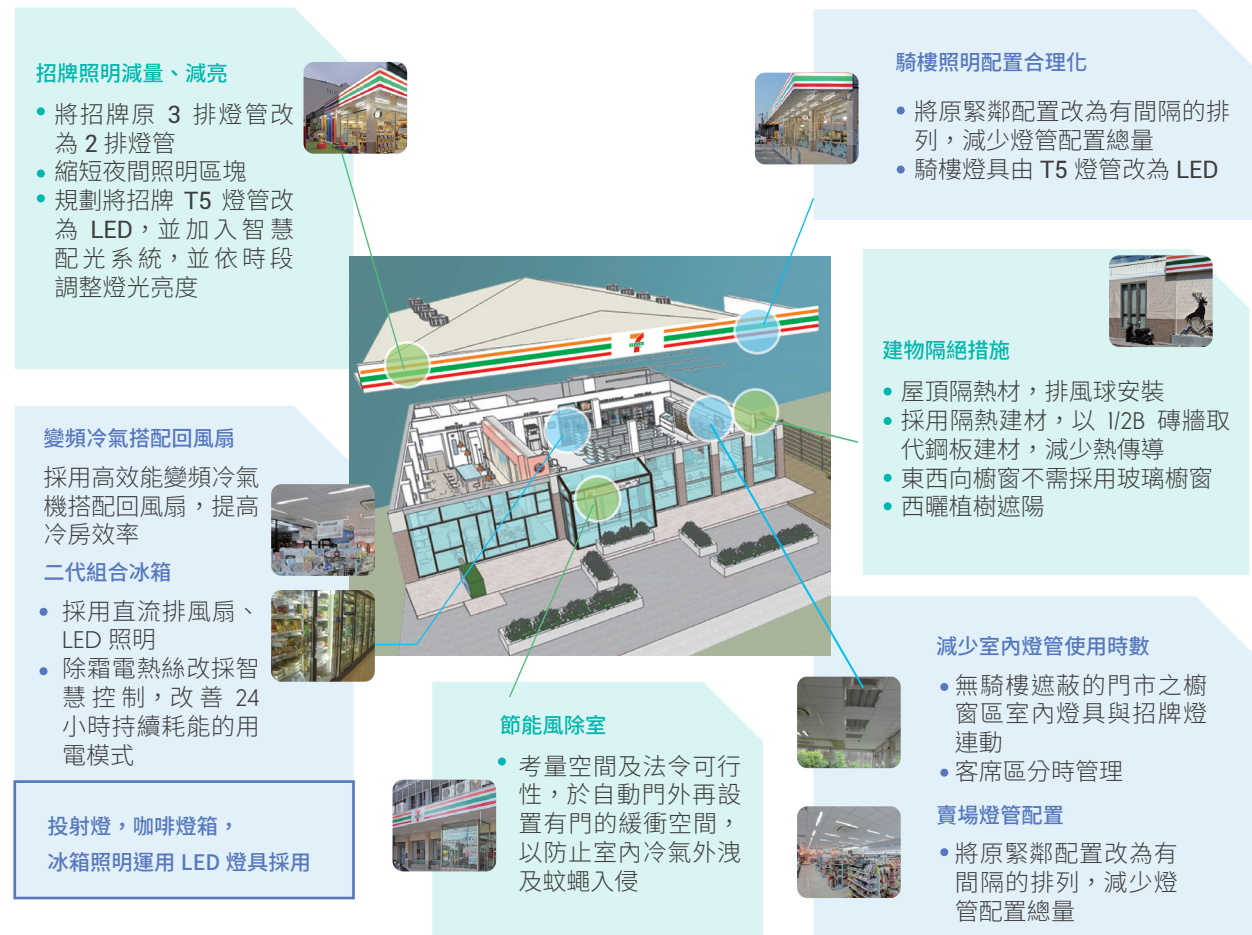 招牌照明減量、減亮
• 將招牌原 3 排燈管改
為 2 排燈管
• 縮短夜間照明區塊
• 規劃將招牌 T5 燈管改
為 LED，並加入智慧
配光系統，並依時段
調整燈光亮度
騎樓照明配置合理化
• 將原緊鄰配置改為有間隔的排
列，減少燈管配置總量
• 騎樓燈具由 T5 燈管改為 LED
建物隔絕措施
• 屋頂隔熱材，排風球安裝
• 採用隔熱建材，以 1/2B 磚牆取
代鋼板建材，減少熱傳導
• 東西向櫥窗不需採用玻璃櫥窗
• 西曬植樹遮陽
變頻冷氣搭配回風扇
採用高效能變頻冷氣
機搭配回風扇，提高
冷房效率
二代組合冰箱
• 採用直流排風扇、
LED 照明
• 除霜電熱絲改採智
慧控制，改善 24
小時持續耗能的用
電模式
投射燈，咖啡燈箱，
冰箱照明運用 LED 燈具採用
節能風除室
• 考量空間及法令可行
性，於自動門外再設
置有門的緩衝空間，
以防止室內冷氣外洩
及蚊蠅入侵
減少室內燈管使用時數
• 無騎樓遮蔽的門市之櫥
窗區室內燈具與招牌燈
連動
• 客席區分時管理
賣場燈管配置
• 將原緊鄰配置改為有
間隔的排列，減少燈
管配置總量